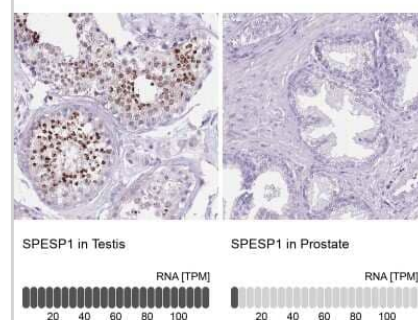 SPESP1 in Testis
RNA [TPM]
20 40 60 80 100
SPESP1 in Prostate
RNA [TPM]
20 40 60 80 100